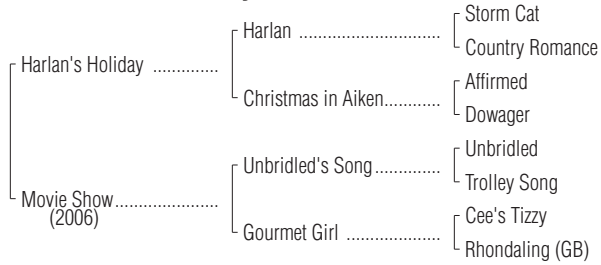 Storm Cat
Harlan ................................
Country Romance
Harlan's Holiday ..............
Affirmed
Christmas in Aiken............
Dowager
Unbridled
Unbridled's Song..............
Trolley Song
Movie Show......................
(2006)
Cee's Tizzy
Gourmet Girl ....................
Rhondaling (GB)